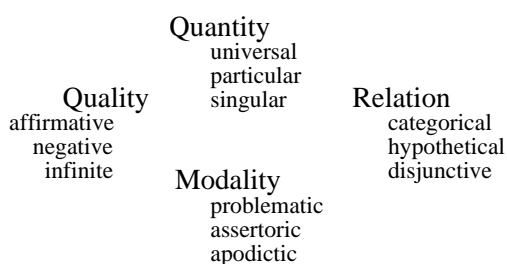 Quantity
universal
particular
singular
Quality
affirmative
negative
infinite
Relation
categorical
hypothetical
disjunctive
Modality
problematic
assertoric
apodictic